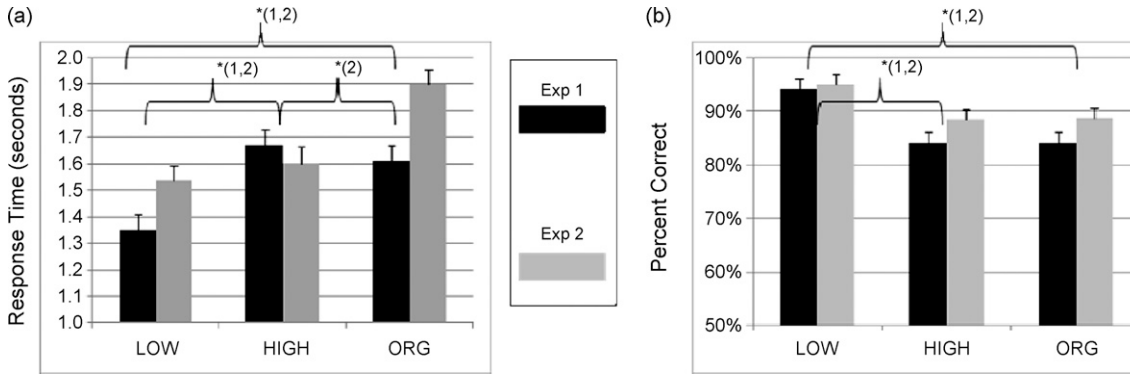 (a)
*(1,2)
*(1,2)
*(2)
Response Time (seconds)
2.0
1.9
1.8
1.7
1.6
1.5
1.4
1.3
1.2
1.1
1.0
LOW HIGH ORG
Exp 1
Exp 2
(b)
*(1,2)
*(1,2)
Percent Correct
100%
90%
80%
70%
60%
50%
LOW HIGH ORG